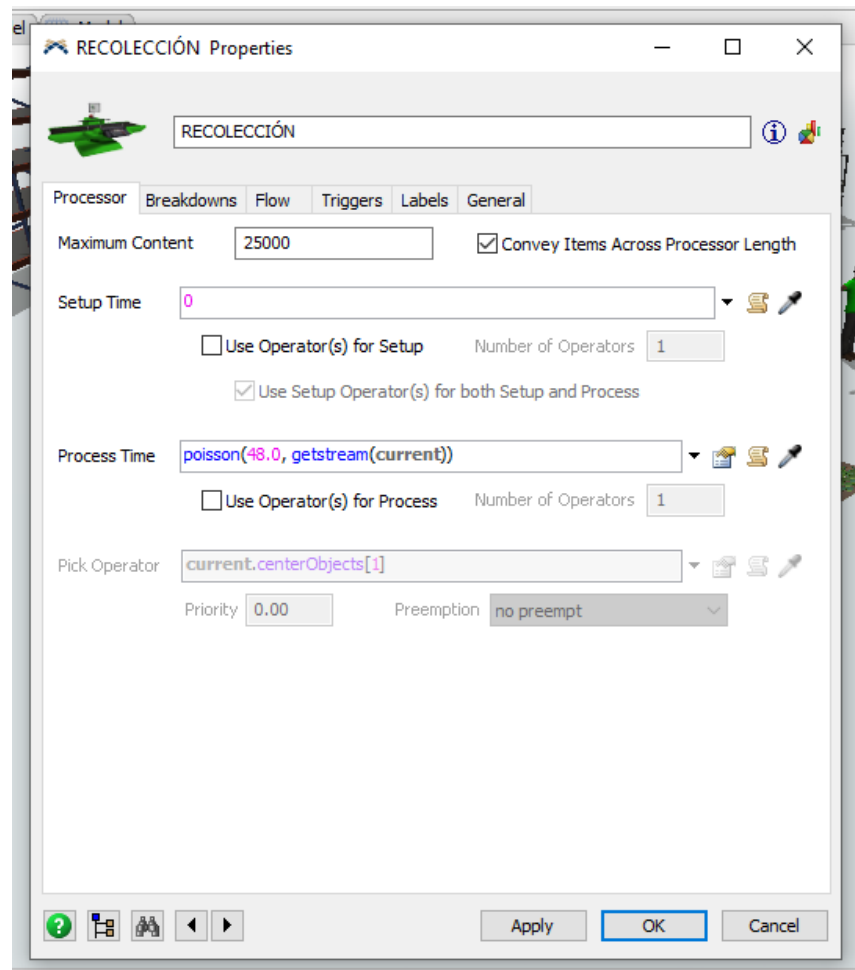 el
RECOLECCIÓN Properties
RECOLECCIÓN
Processor Breakdowns Flow Triggers Labels General
Maximum Content 25000 Convey Items Across Processor Length
Setup Time 0
Use Operator(s) for Setup Number of Operators 1
Use Setup Operator(s) for both Setup and Process
Process Time poisson(48.0, getstream(current))
Use Operator(s) for Process Number of Operators 1
Pick Operator current.centerObjects[1]
Priority 0.00 Preemption no preempt
Apply OK Cancel